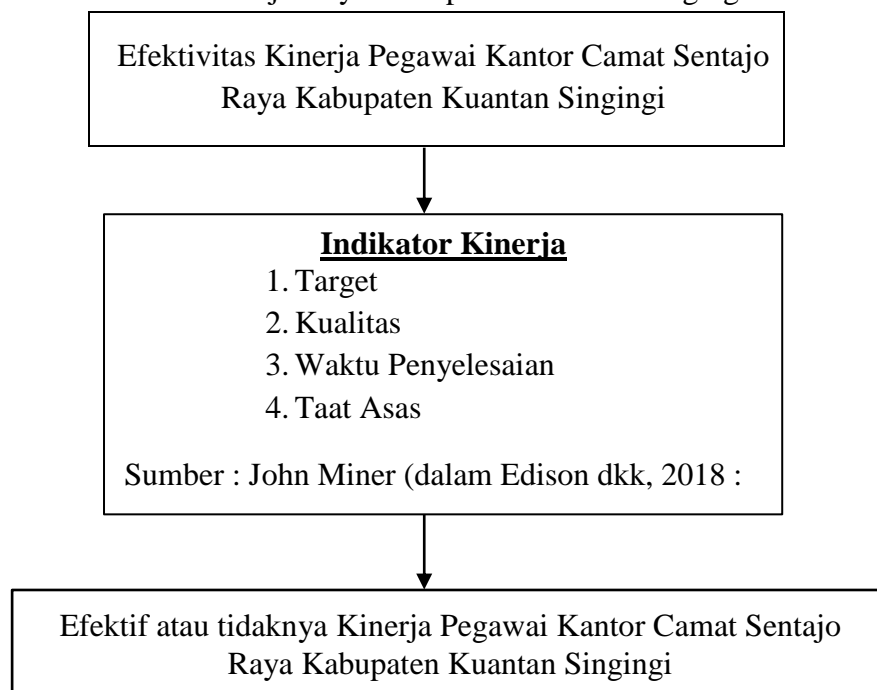 Efektivitas Kinerja Pegawai Kantor Camat Sentajo
Raya Kabupaten Kuantan Singingi
Indikator Kinerja
1. Target
2. Kualitas
3. Waktu Penyelesaian
4. Taat Asas
Sumber : John Miner (dalam Edison dkk, 2018 :
Efektif atau tidaknya Kinerja Pegawai Kantor Camat Sentajo
Raya Kabupaten Kuantan Singingi